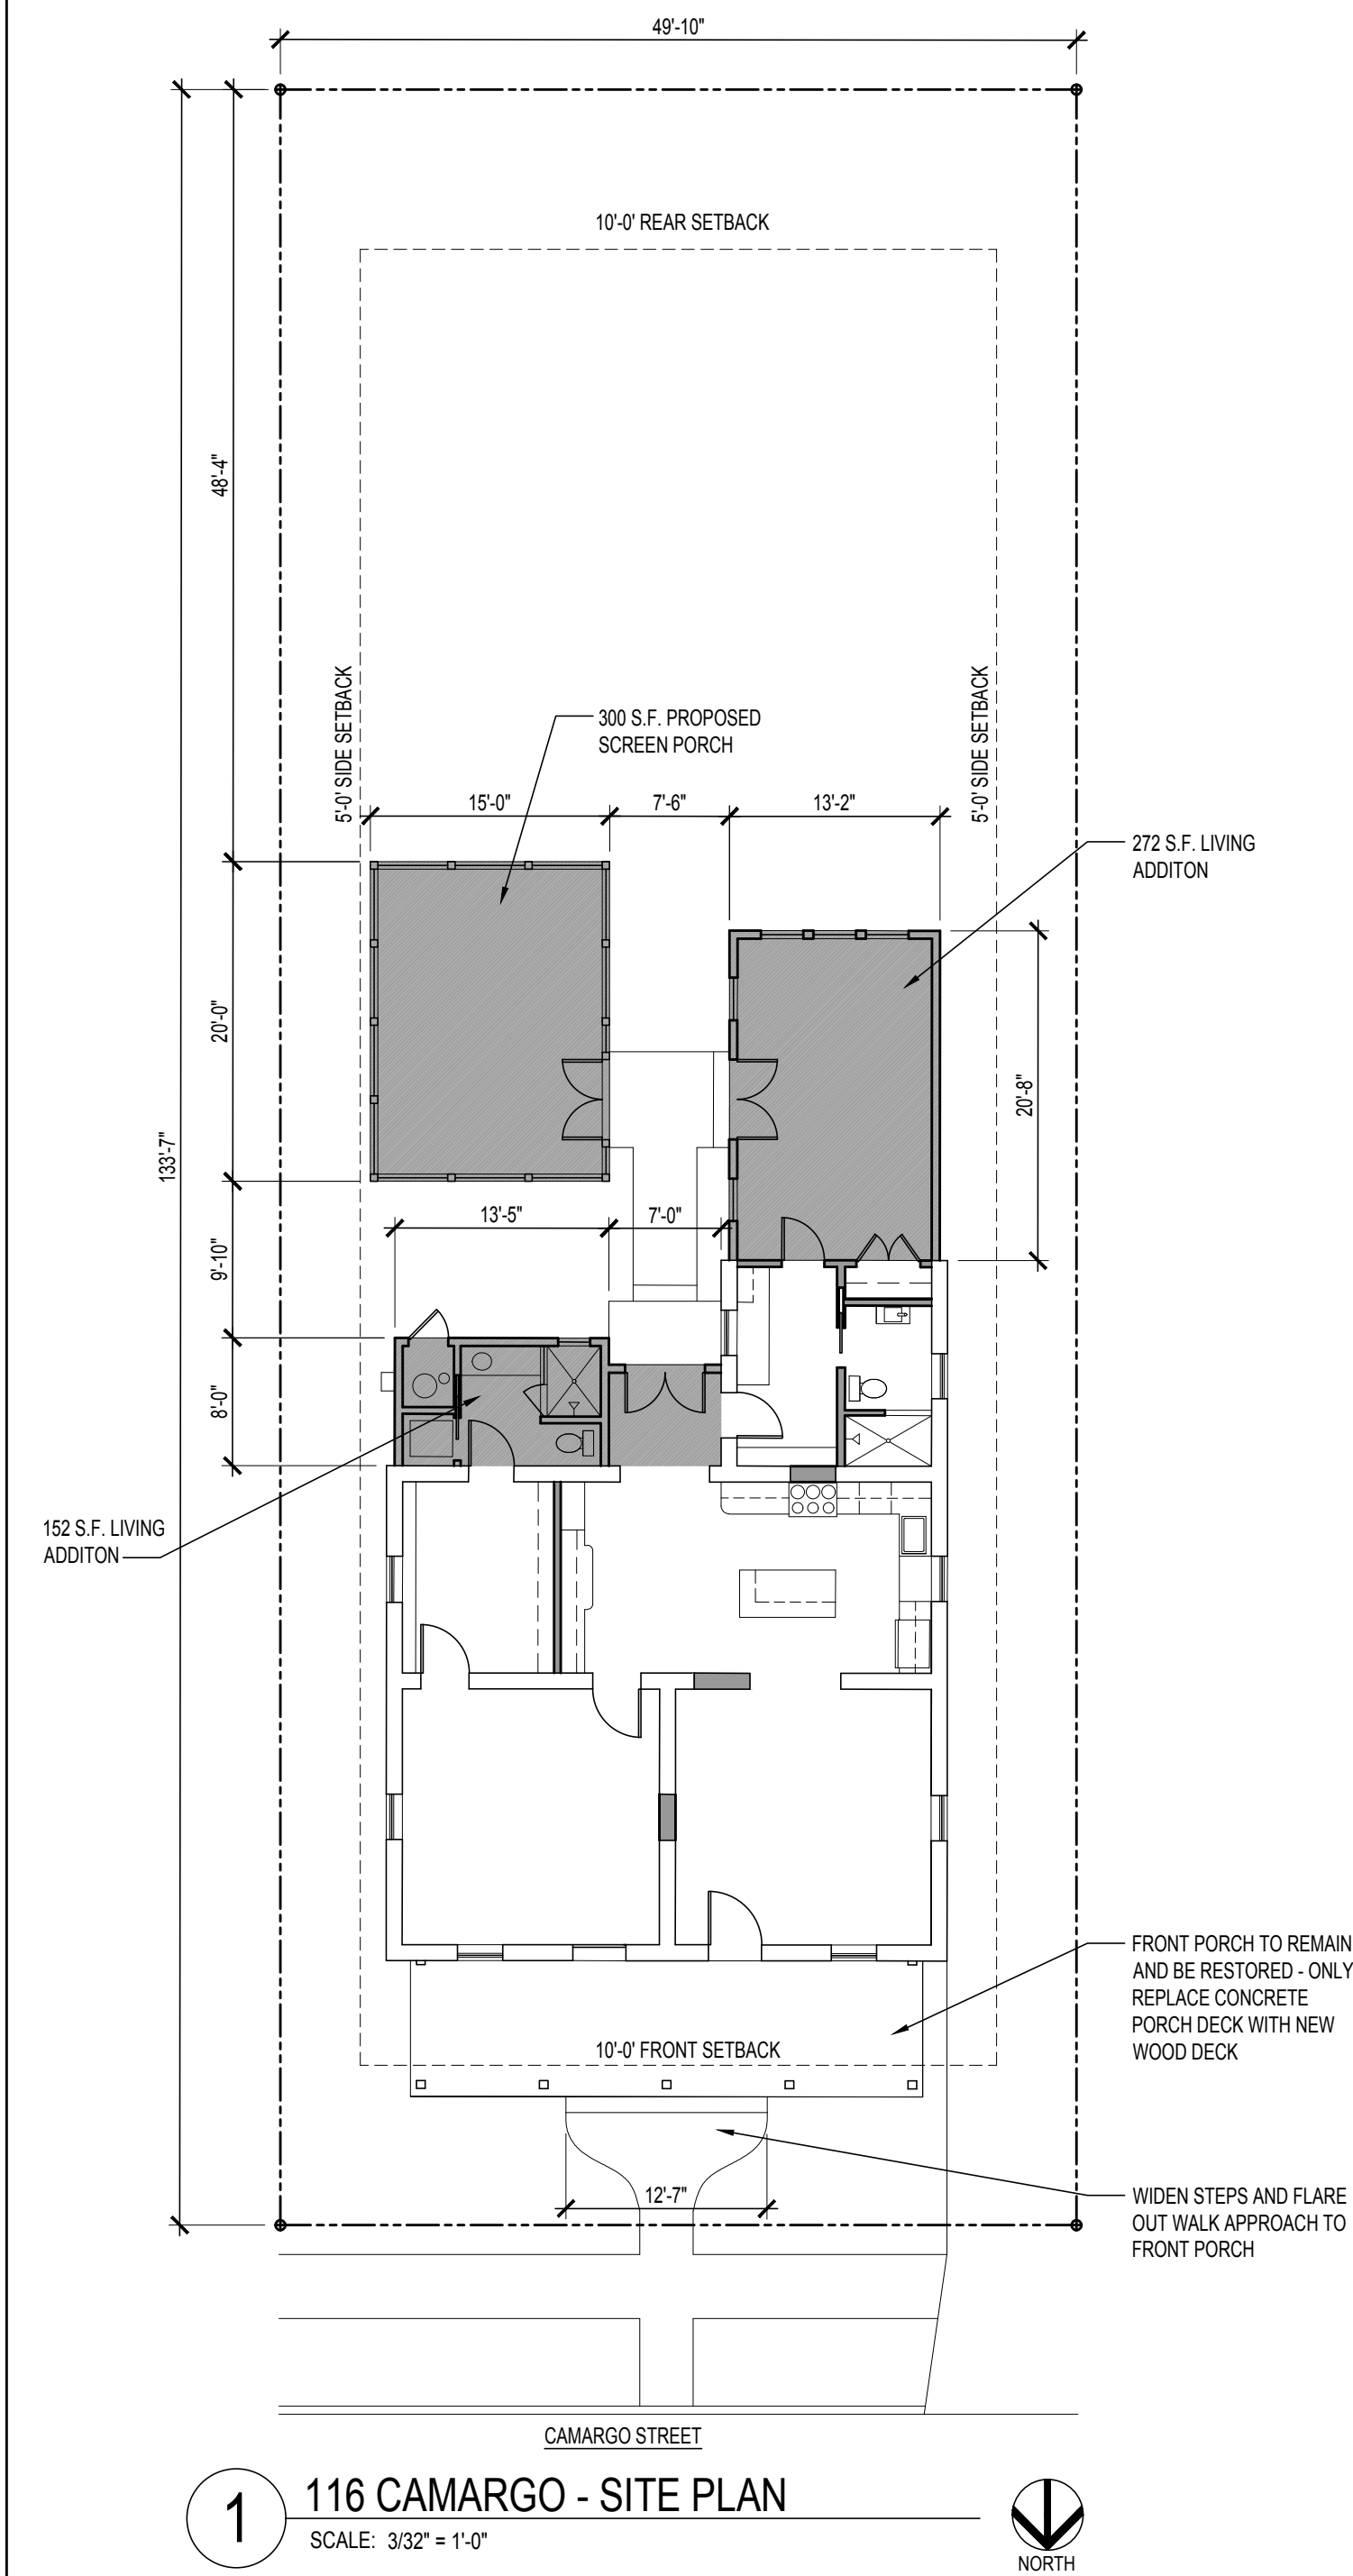 49'-10"
10'-0' REAR SETBACK
48'-4"
5'-0' SIDE SETBACK
5'-0' SIDE SETBACK
300 S.F. PROPOSED
SCREEN PORCH
15'-0"
7'-6"
13'-2"
272 S.F. LIVING
ADDITON
20'-0"
20'-8"
133'-7"
13'-5"
7'-0"
9'-10"
8'-0"
152 S.F. LIVING
ADDITON
FRONT PORCH TO REMAIN
AND BE RESTORED - ONLY
REPLACE CONCRETE
PORCH DECK WITH NEW
WOOD DECK
10'-0' FRONT SETBACK
12'-7"
WIDEN STEPS AND FLARE
OUT WALK APPROACH TO
FRONT PORCH
CAMARGO STREET
1
116 CAMARGO - SITE PLAN
SCALE: 3/32" = 1'-0"
NORTH